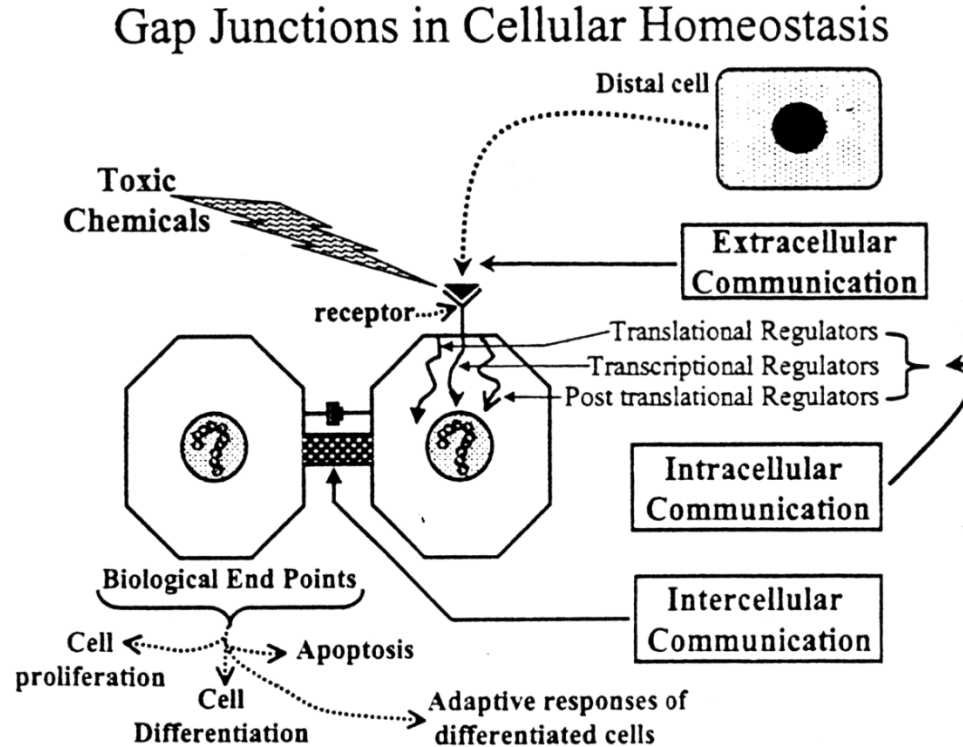 Gap Junctions in Cellular Homeostasis
Distal cell
Toxic
Chemicals
Extracellular
Communication
receptor
Translational Regulators
Transcriptional Regulators
Post translational Regulators
Intracellular
Communication
Biological End Points
Intercellular
Communication
Cell
proliferation
Apoptosis
Cell
Differentiation
Adaptive responses of
differentiated cells